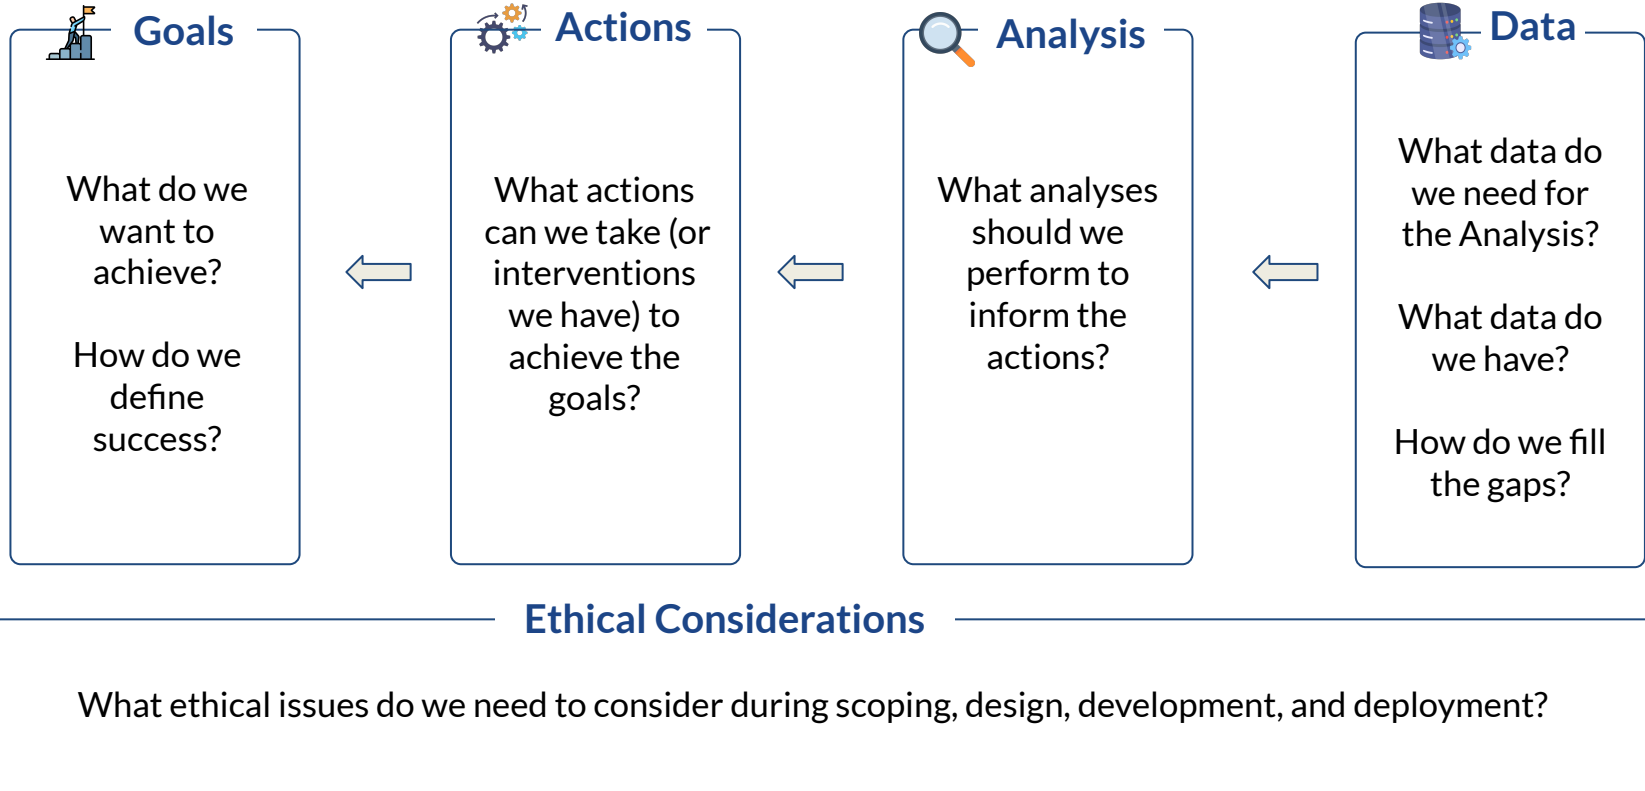 Goals
What do we
want to
achieve?
How do we
define
success?
Actions
What actions
can we take (or
interventions
we have) to
achieve the
goals?
Analysis
What analyses
should we
perform to
inform the
actions?
Data
What data do
we need for
the Analysis?
What data do
we have?
How do we fill
the gaps?
Ethical Considerations
What ethical issues do we need to consider during scoping, design, development, and deployment?